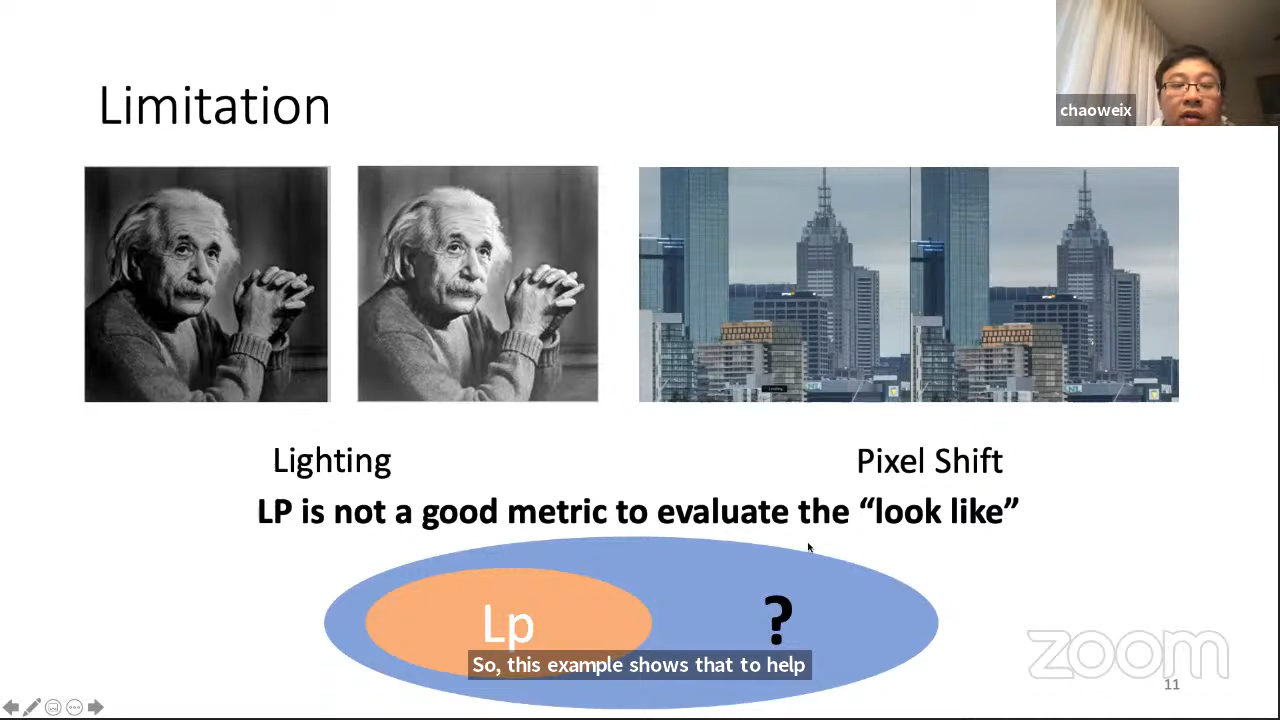 Limitation
chaoweix
Lighting
Pixel Shift
LP is not a good metric to evaluate the “look like”
Lp
?
So, this example shows that to help
zoom
11